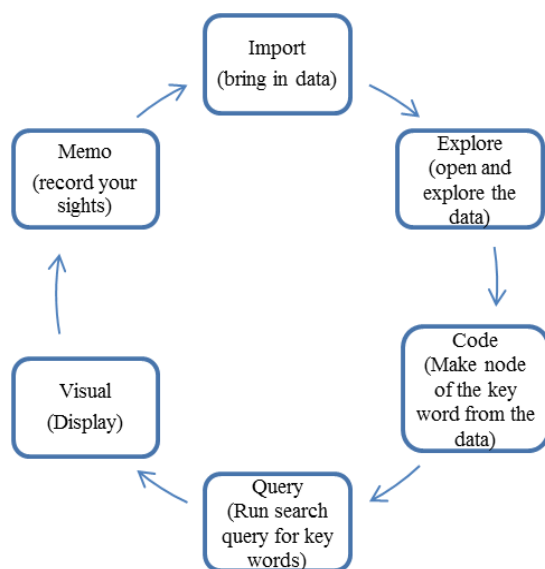 Import
(bring in data)
Explore
(open and
explore the
data)
Code
(Make node
of the key
word from the
data)
Query
(Run search
query for key
words)
Visual
(Display)
Memo
(record your
sights)